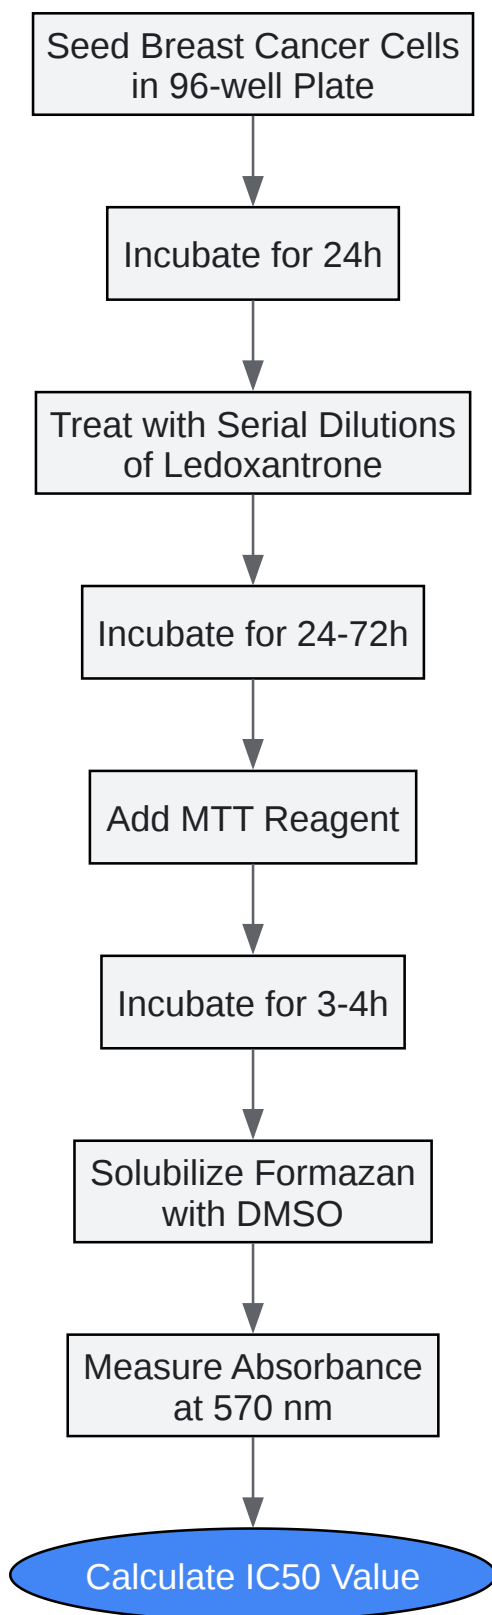 Seed Breast Cancer Cells
in 96-well Plate
Incubate for 24h
Treat with Serial Dilutions
of Ledoxantrone
Incubate for 24-72h
Add MTT Reagent
Incubate for 3-4h
Solubilize Formazan
with DMSO
Measure Absorbance
at 570 nm
Calculate IC50 Value